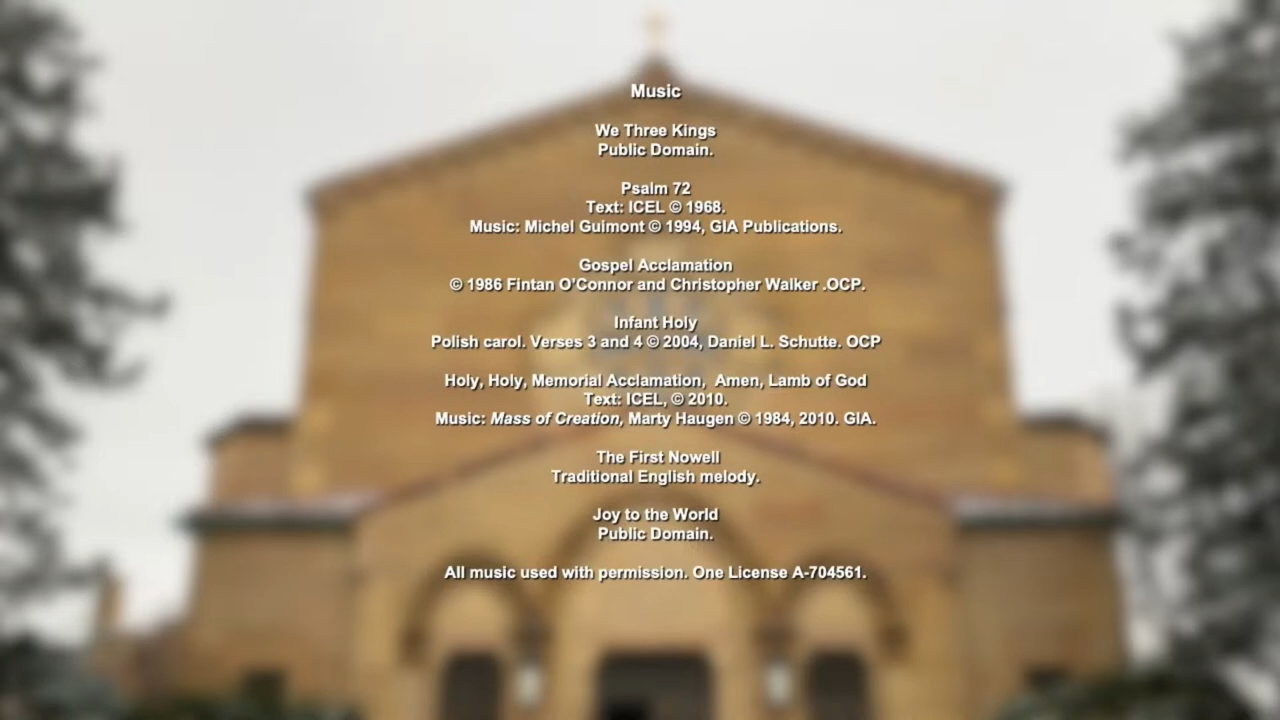 Music
We Three Kings
Public Domain.
Psalm 72
Text: ICEL © 1968.
Music: Michel Guimont © 1994, GIA Publications.
Gospel Acclamation
© 1986 Fintan O'Connor and Christopher Walker .OCP.
Infant Holy
Polish carol. Verses 3 and 4 © 2004, Daniel L. Schutte. OCP
Holy, Holy, Memorial Acclamation,  Amen, Lamb of God
Text: ICEL, © 2010.
Music: Mass of Creation, Marty Haugen © 1984, 2010. GIA.
The First Nowell
Traditional English melody.
Joy to the World
Public Domain.
All music used with permission. One License A-704561.